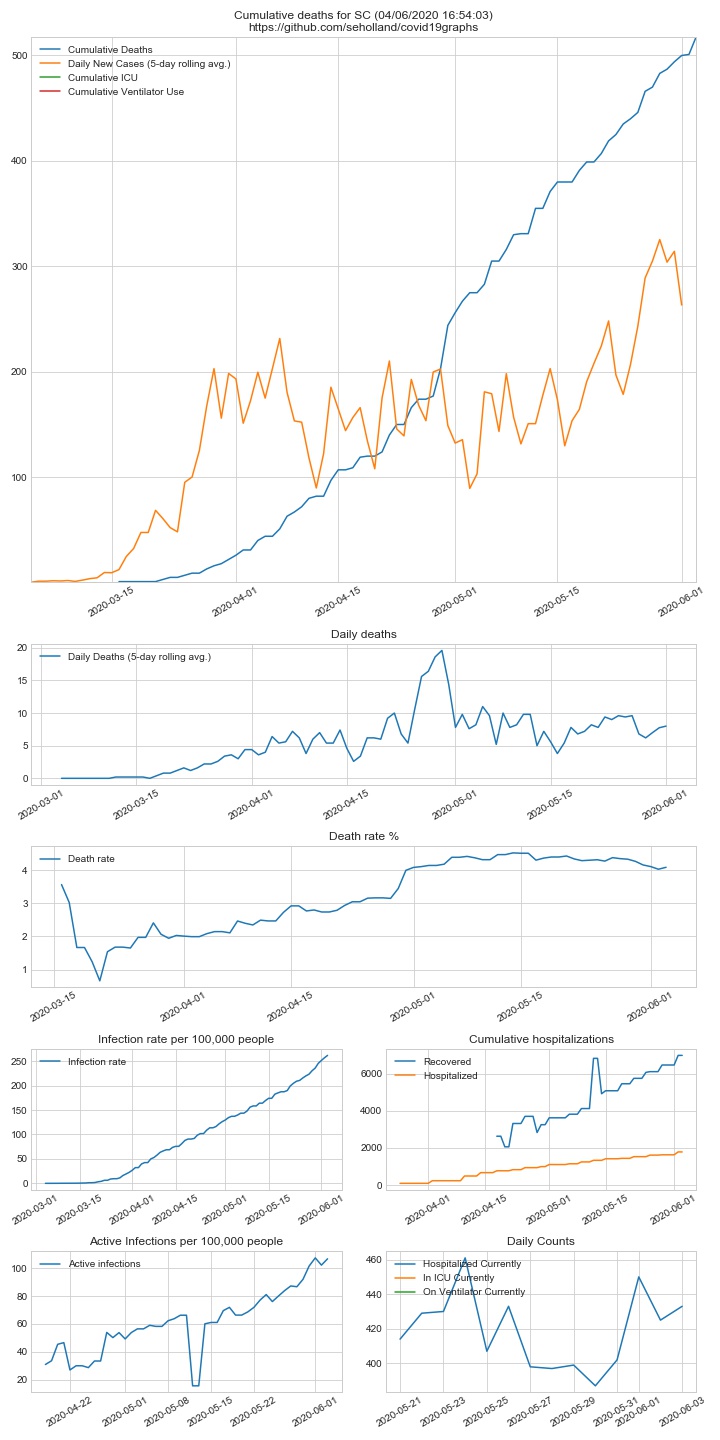 Cumulative deaths for SC (04/06/2020 16:54:03)
https://github.com/seholland/covid19graphs
Cumulative Deaths
Daily New Cases (5-day rolling avg.)
Cumulative ICU
Cumulative Ventilator Use
500
400
300
200
100
2020-03-15 2020-04-01 2020-04-15 2020-05-01 2020-05-15 2020-06-01
Daily deaths
Daily Deaths (5-day rolling avg.)
20
15
10
5
0
2020-03-01 2020-03-15 2020-04-01 2020-04-15 2020-05-01 2020-05-15 2020-06-01
Death rate %
Death rate
4
3
2
1
2020-03-15 2020-04-01 2020-04-15 2020-05-01 2020-05-15 2020-06-01
Infection rate per 100,000 people
Infection rate
250
200
150
100
50
0
2020-03-01 2020-03-15 2020-04-01 2020-04-15 2020-05-01 2020-05-15 2020-06-01
Cumulative hospitalizations
Recovered
Hospitalized
6000
4000
2000
0
2020-04-01 2020-04-15 2020-05-01 2020-05-15 2020-06-01
Active Infections per 100,000 people
Active infections
100
80
60
40
20
2020-04-22 2020-05-01 2020-05-08 2020-05-15 2020-05-22 2020-06-01
Daily Counts
Hospitalized Currently
In ICU Currently
On Ventilator Currently
460
440
420
400
2020-05-21 2020-05-23 2020-05-25 2020-05-27 2020-05-29 2020-05-31 2020-06-01 2020-06-03